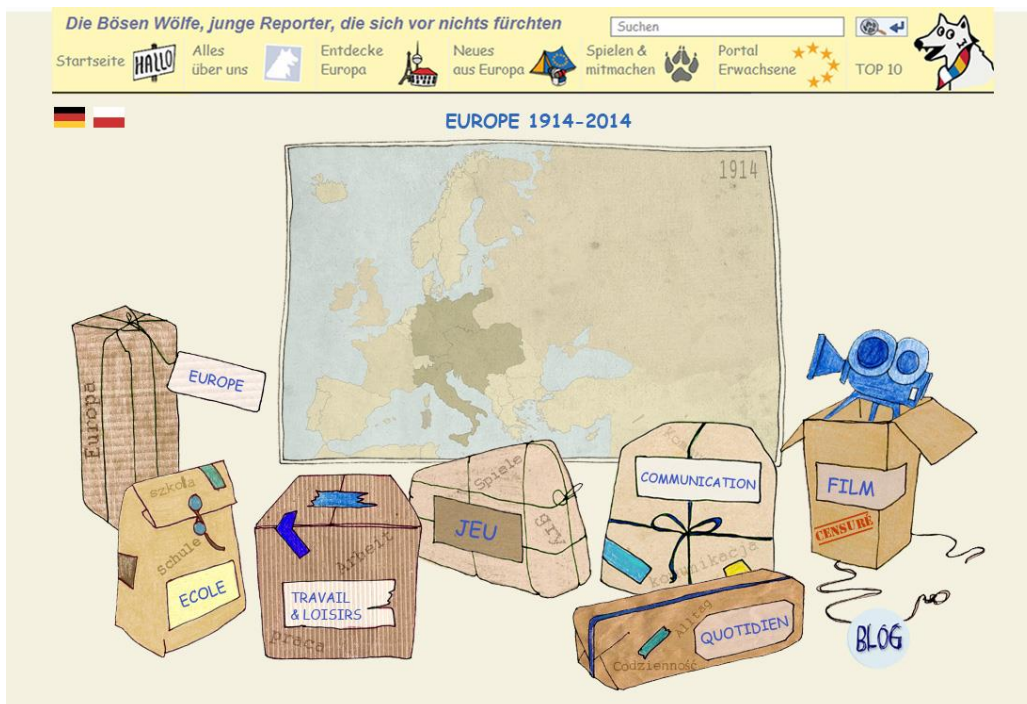 Die Bösen Wölfe, junge Reporter, die sich vor nichts fürchten
Suchen
Startseite
HALLO
Alles
über uns
Entdecke
Europa
Neues
aus Europa
Spielen &
mitmachen
Portal
Erwachsene
TOP 10
EUROPE 1914-2014
1914
EUROPE
Europa
szkoła
schule
ECOLE
Arbeit
TRAVAIL
& LOISIRS
praca
Spiele
JEU
gry
COMMUNICATION
komunikacja
FILM
CENSURÉ
Alltag
QUOTIDIEN
Codzienność
BLOG